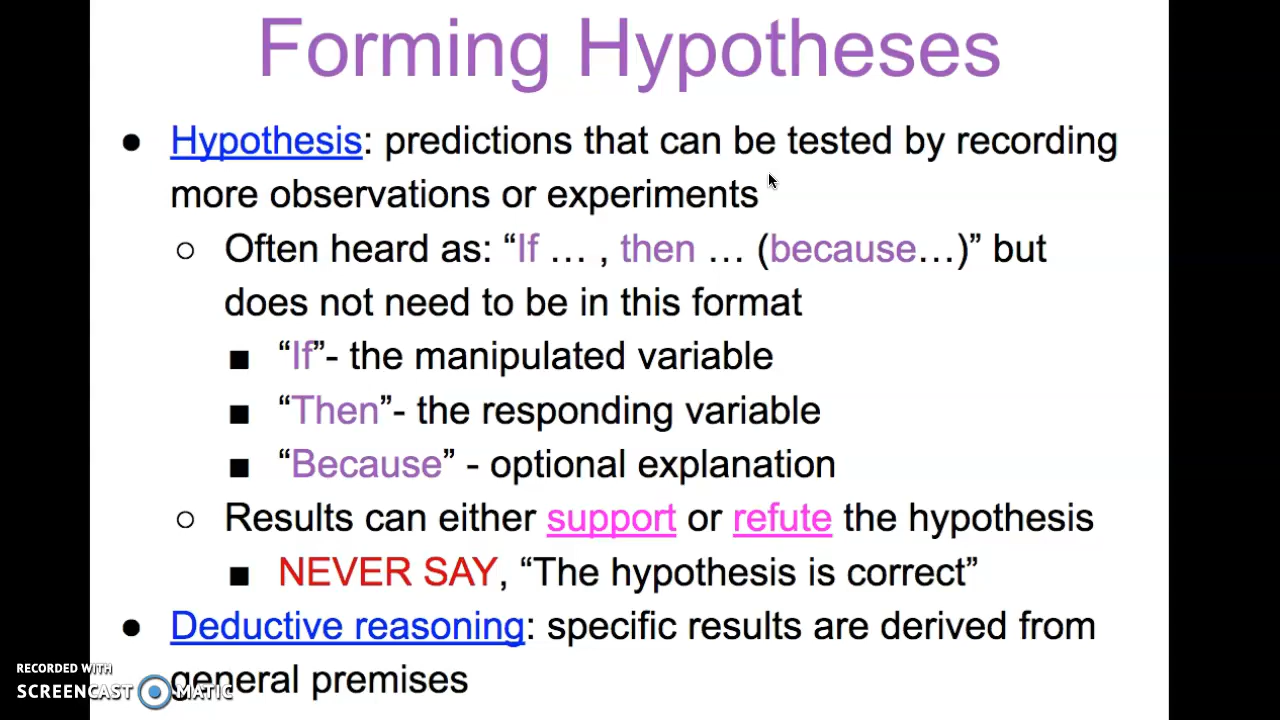 Forming Hypotheses
● Hypothesis: predictions that can be tested by recording
more observations or experiments
○ Often heard as: “If … , then … (because…)” but
does not need to be in this format
■ “If”- the manipulated variable
■ “Then”- the responding variable
■ “Because” - optional explanation
○ Results can either support or refute the hypothesis
■ NEVER SAY, “The hypothesis is correct”
● Deductive reasoning: specific results are derived from
general premises
RECORDED WITH
SCREENCAST MATIC